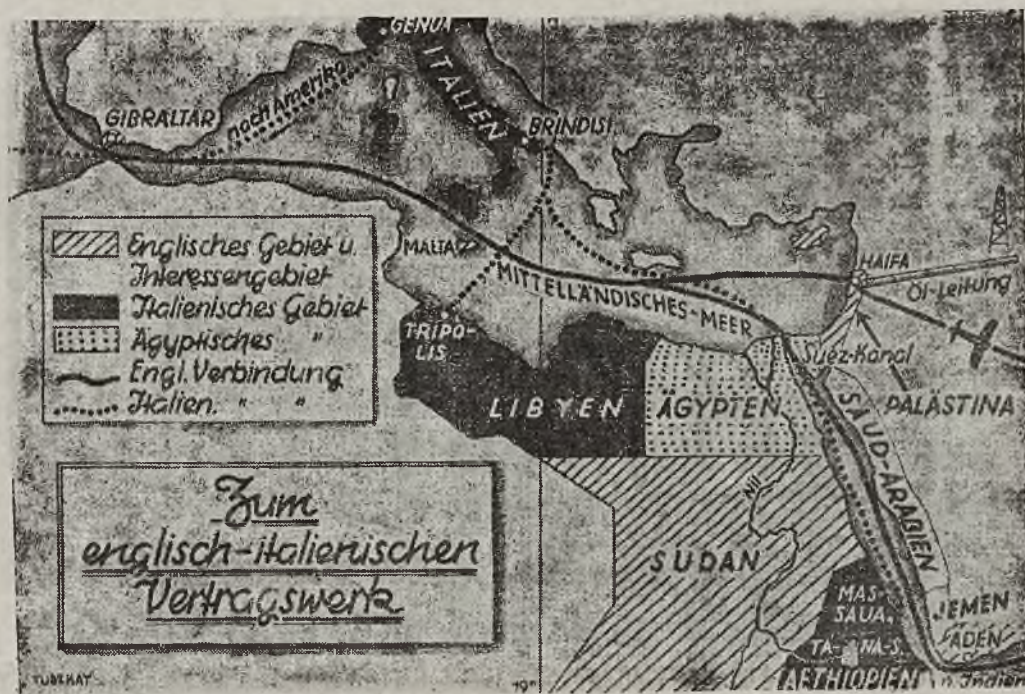 GENUA
ITALIEN
nach Amerika
GIBRALTAR
BRINDISI
Englisches Gebiet u.
Interessengebiet
Italienisches Gebiet
Ägyptisches "
Engl. Verbindung
Italien. " "
MALTA
MITTELLÄNDISCHES-MEER
HAIFA
Öl-Leitung
TRIPO-
LIS
Suez-Kanal
LIBYEN
ÄGYPTEN
PALÄSTINA
SAUD-ARABIEN
Nil
Zum
englisch-italienischen
Vertragswerk
SUDAN
MAS-
SAUA
JEMEN
ADEN
AETHIOPIEN
n. Indien